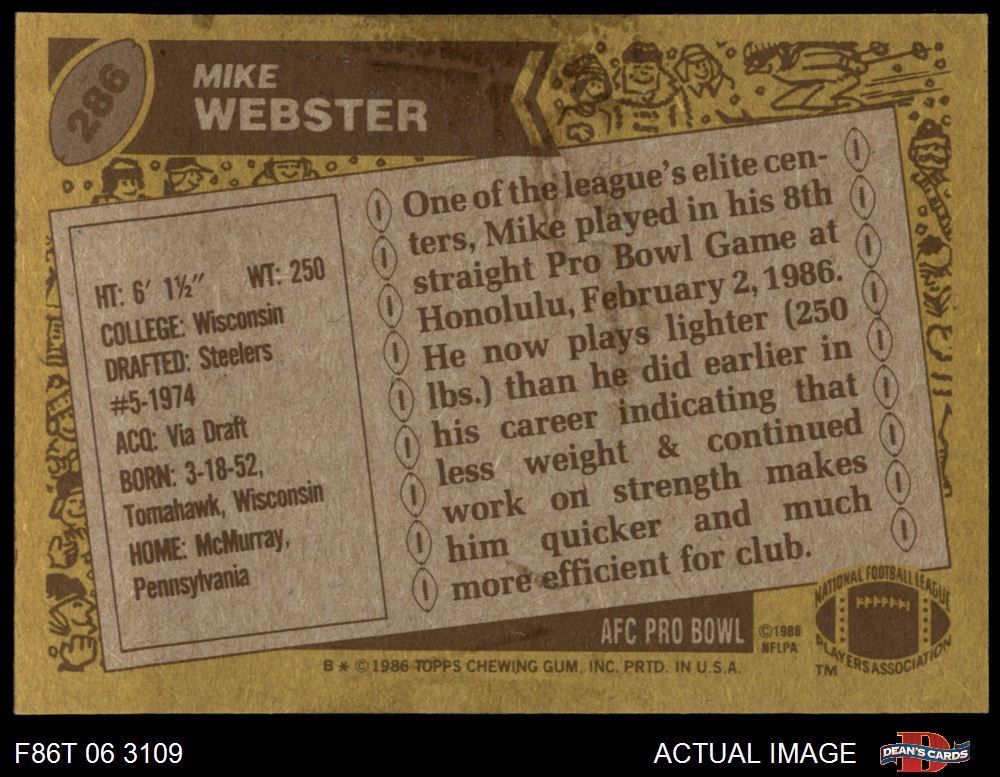 286
MIKE
WEBSTER
HT: 6' 1½" WT: 250
COLLEGE: Wisconsin
DRAFTED: Steelers
#5-1974
ACQ: Via Draft
BORN: 3-18-52,
Tomahawk, Wisconsin
HOME: McMurray,
Pennsylvania
One of the league's elite cen-
ters, Mike played in his 8th
straight Pro Bowl Game at
Honolulu, February 2, 1986.
He now plays lighter (250
lbs.) than he did earlier in
his career indicating that
less weight & continued
work on strength makes
him quicker and much
more efficient for club.
AFC PRO BOWL
©1986
NFLPA
NATIONAL FOOTBALL LEAGUE
PLAYERS ASSOCIATION
TM
B * © 1986 TOPPS CHEWING GUM, INC. PRTD. IN U.S.A.
F86T 06 3109
ACTUAL IMAGE
D
DEAN'S CARDS